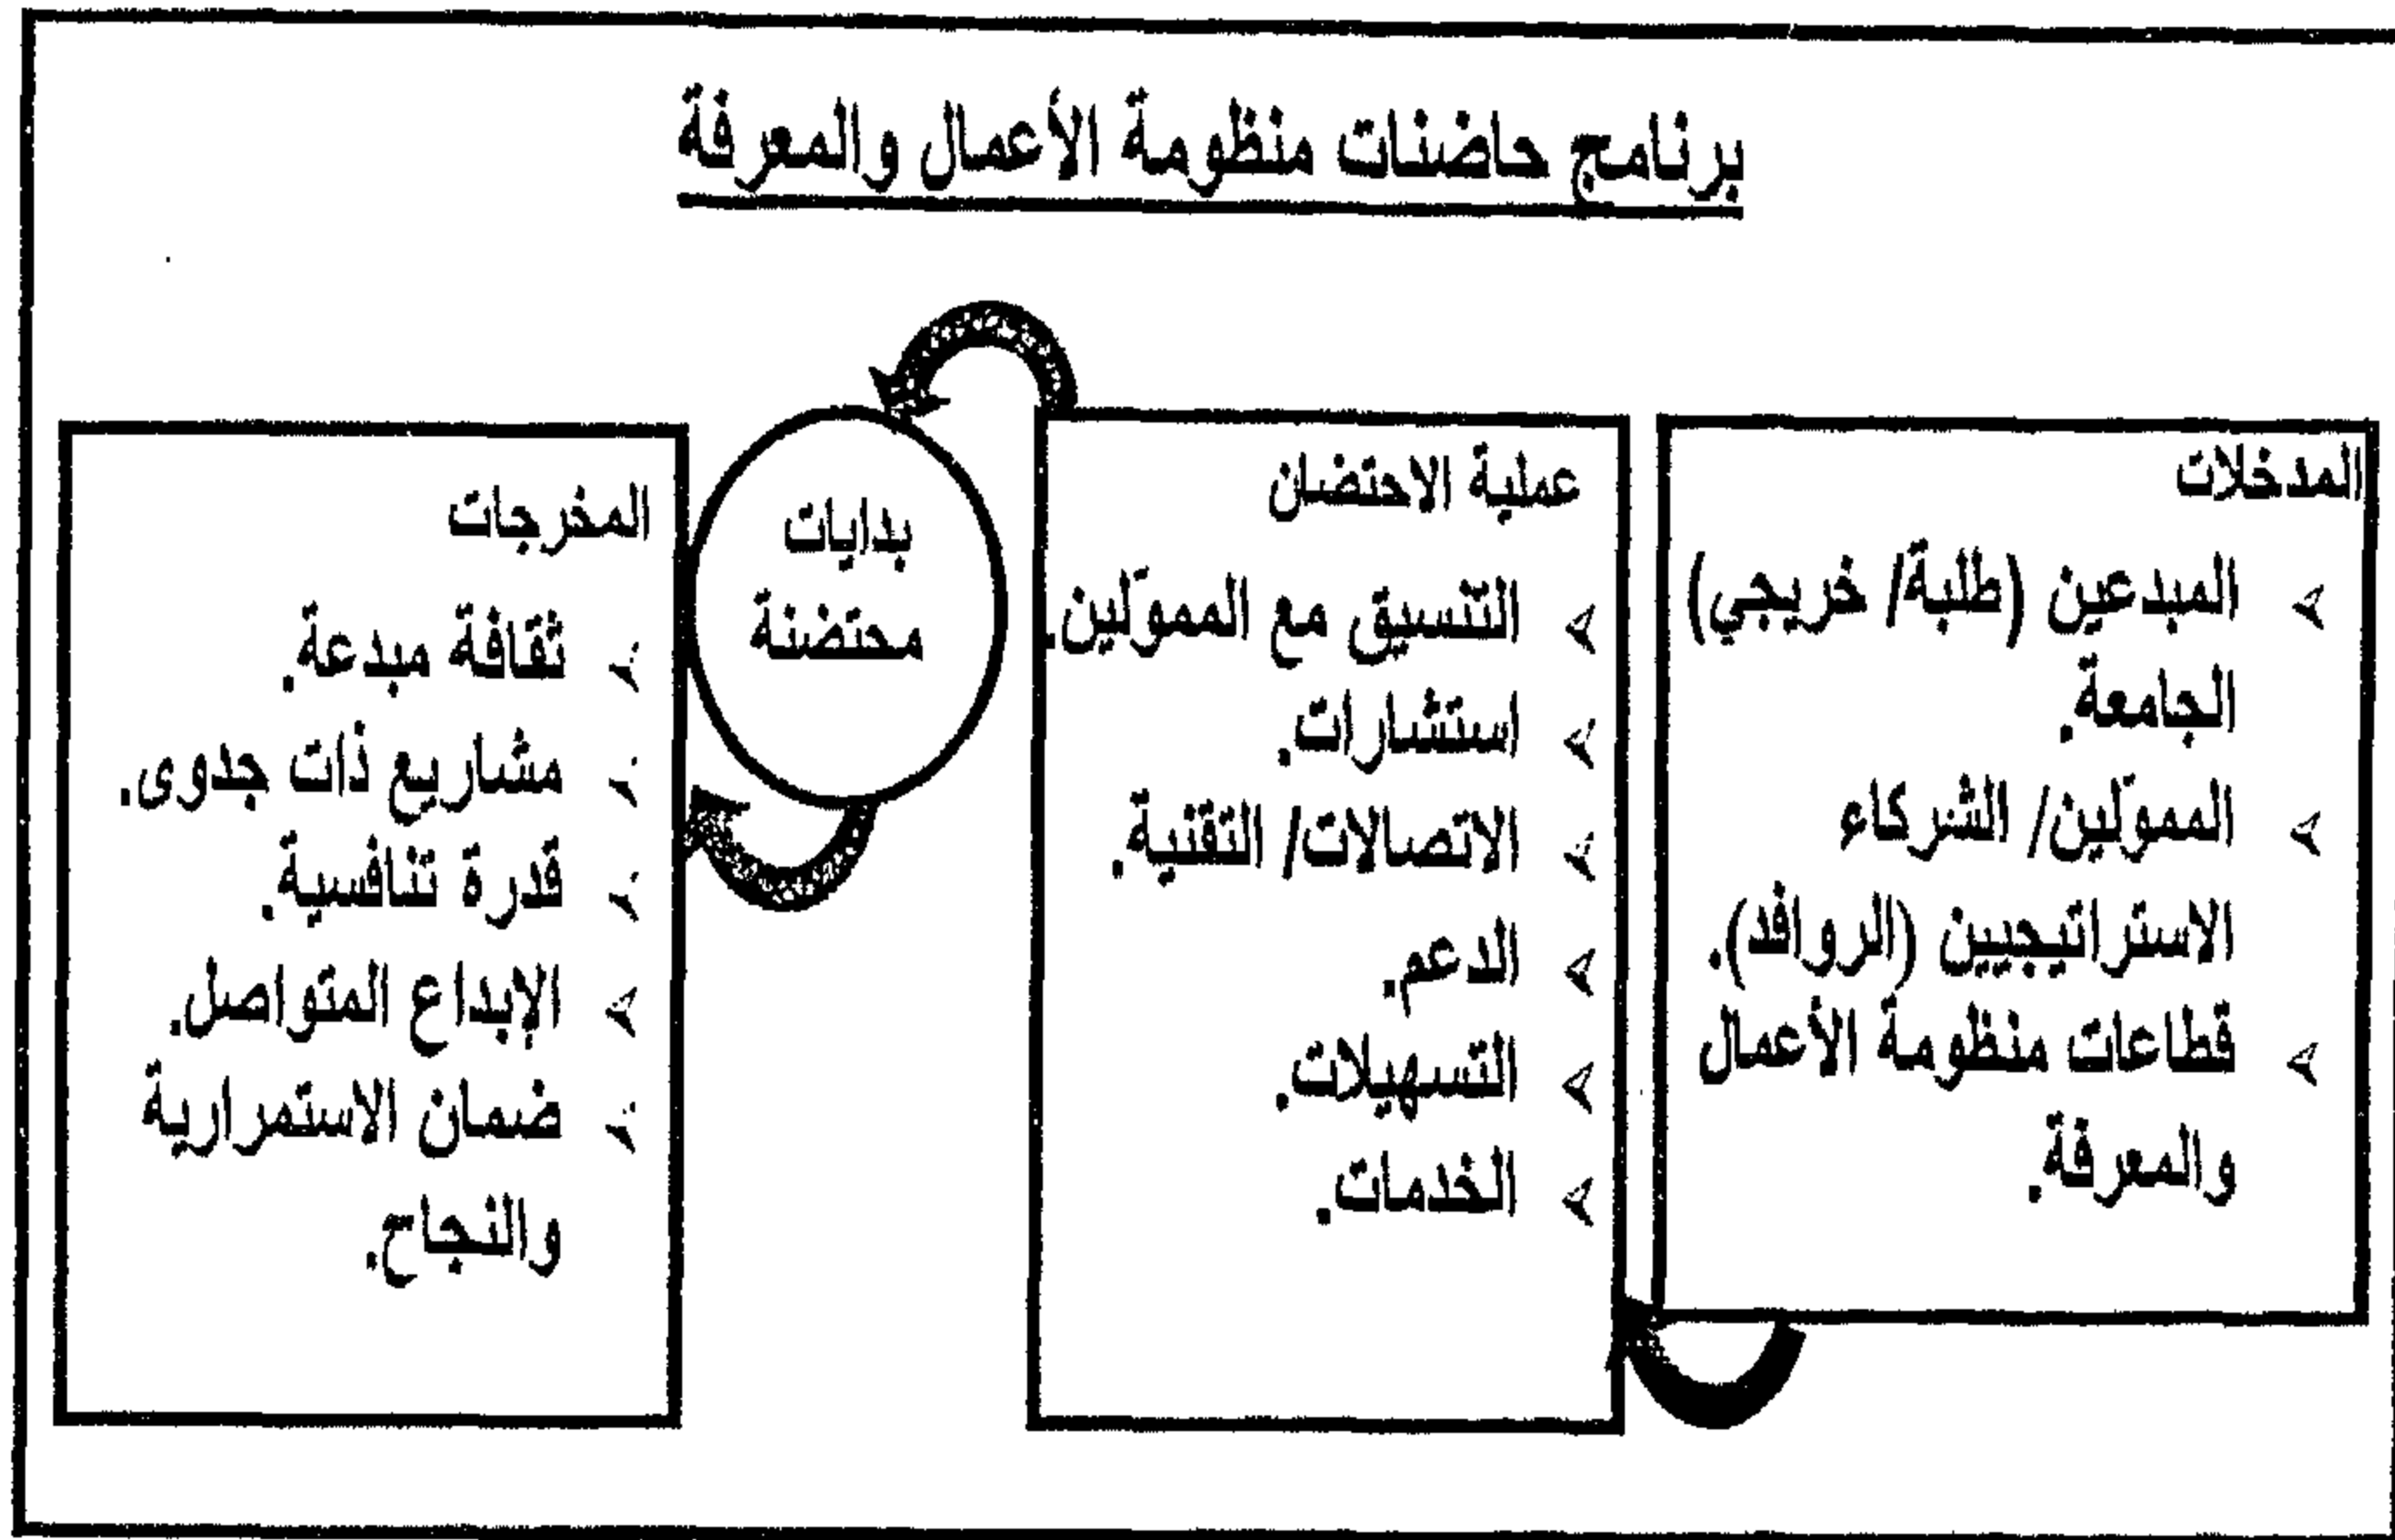 برنامج حاضنات منظومة الأعمال والمعرفة
المدخلات
المبدعين (طلبة/ خريجي)
الجامعة.
المموّلين/ الشركاء
الاستراتيجيين (الروافد).
قطاعات منظومة الأعمال
والمعرفة.
عملية الاحتضان
التنسيق مع المموّلين.
استشارات.
الاتصالات/ التقنية.
الدعم.
التسهيلات.
الخدمات.
بدايات
محتضنة
المخرجات
ثقافة مبدعة.
مشاريع ذات جدوى.
قدرة تنافسية.
الإبداع المتواصل.
ضمان الاستمرارية
والنجاح.